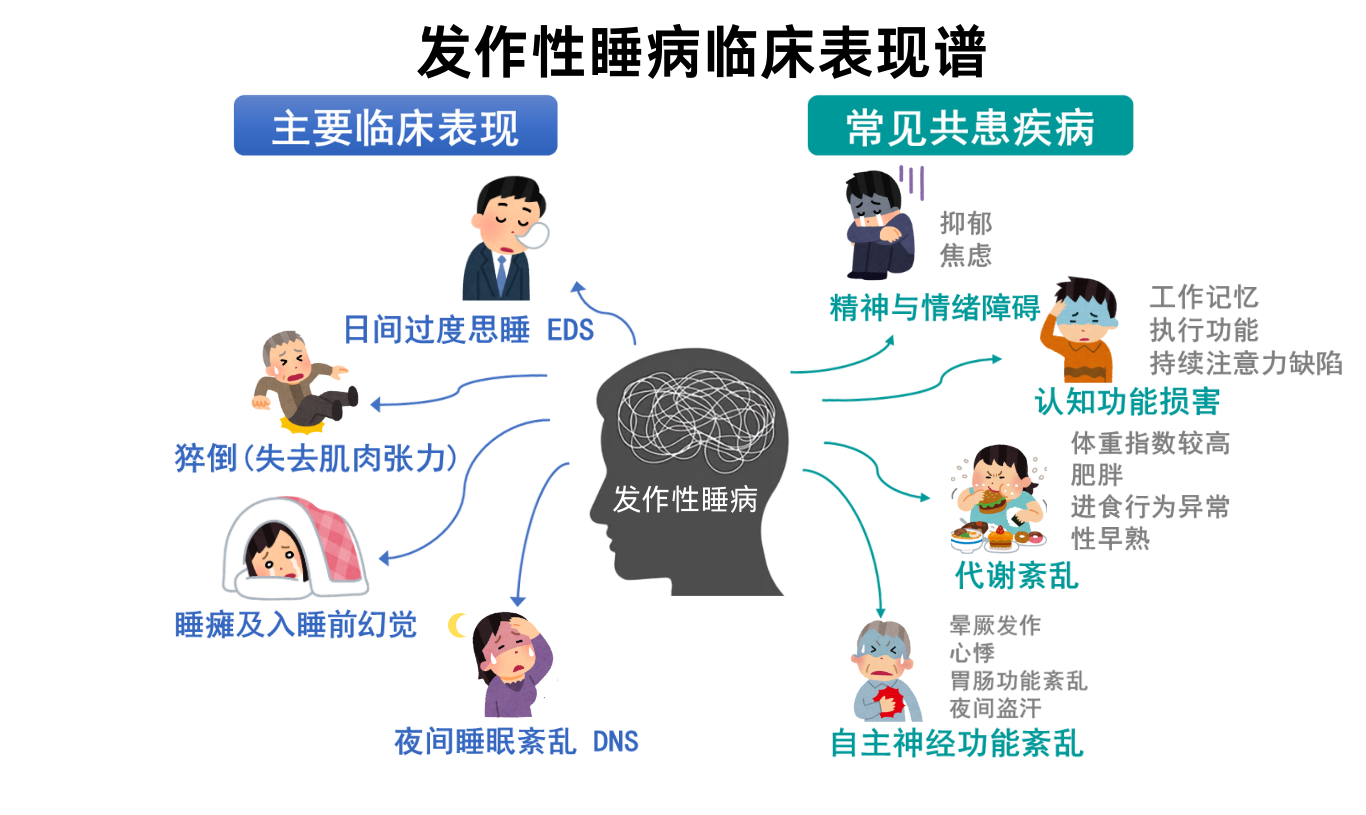 发作性睡病临床表现谱
主要临床表现
日间过度思睡 EDS
猝倒(失去肌肉张力)
睡瘫及入睡前幻觉
夜间睡眠紊乱 DNS
发作性睡病
常见共患疾病
抑郁
焦虑
精神与情绪障碍
工作记忆
执行功能
持续注意力缺陷
认知功能损害
体重指数较高
肥胖
进食行为异常
性早熟
代谢紊乱
晕厥发作
心悸
胃肠功能紊乱
夜间盗汗
自主神经功能紊乱